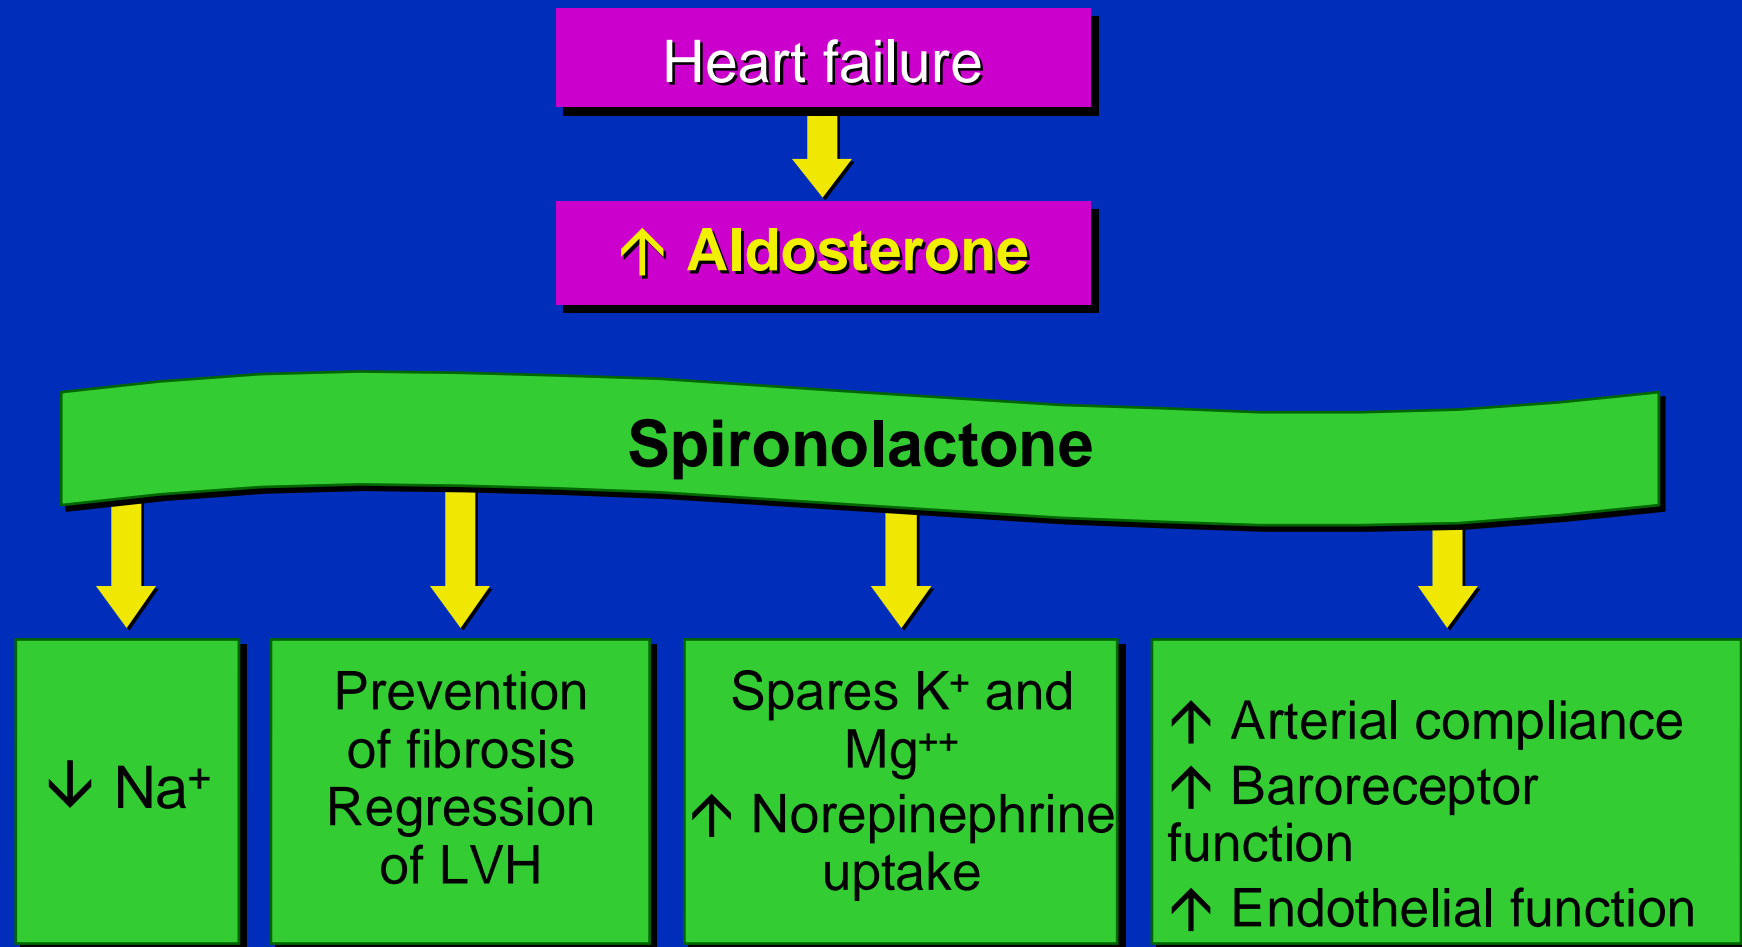 Heart failure
↑ Aldosterone
Spironolactone
↓ Na⁺
Prevention
of fibrosis
Regression
of LVH
Spares K⁺ and
Mg⁺⁺
↑ Norepinephrine
uptake
↑ Arterial compliance
↑ Baroreceptor
function
↑ Endothelial function